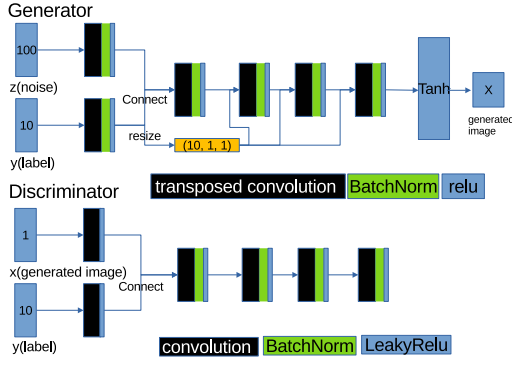 Generator
100
z(noise)
Connect
10
resize
y(label)
(10, 1, 1)
Tanh
x
generated
image
transposed convolution
BatchNorm
relu
Discriminator
1
x(generated image)
Connect
10
y(label)
convolution
BatchNorm
LeakyRelu